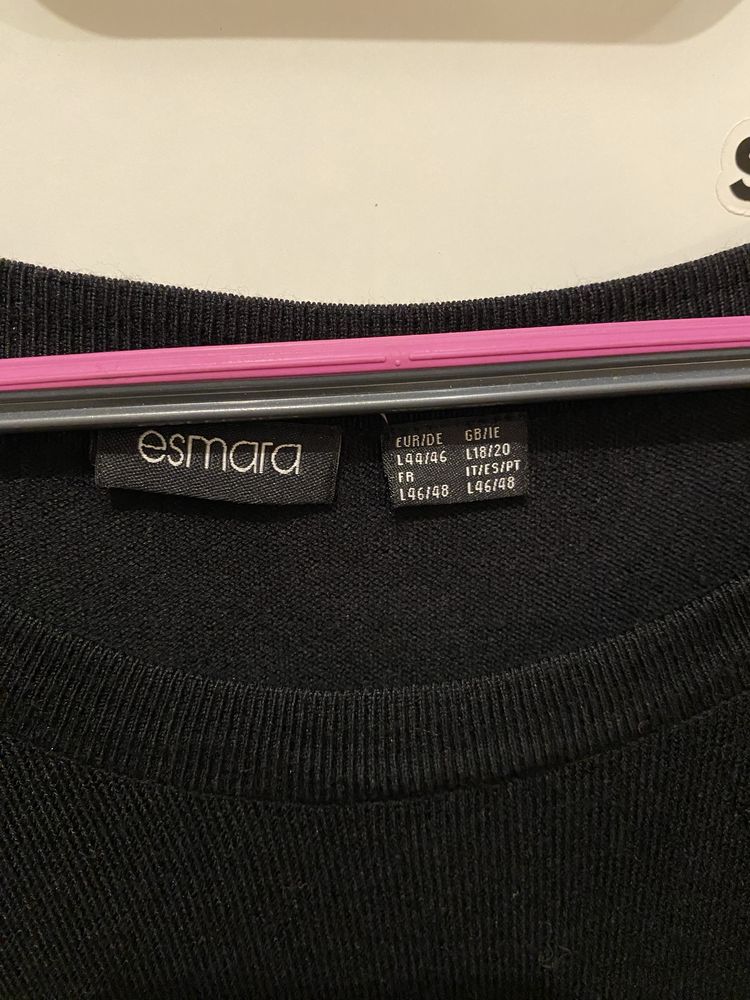 esmara
EUR/DE GB/IE
L44/46 L18/20
FR IT/ES/PT
L46/48 L46/48